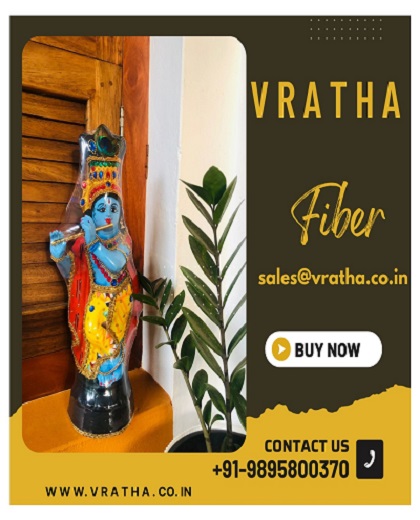 VRATHA
Fiber
sales@vratha.co.in
BUY NOW
CONTACT US
+91-9895800370
WWW.VRATHA.CO.IN